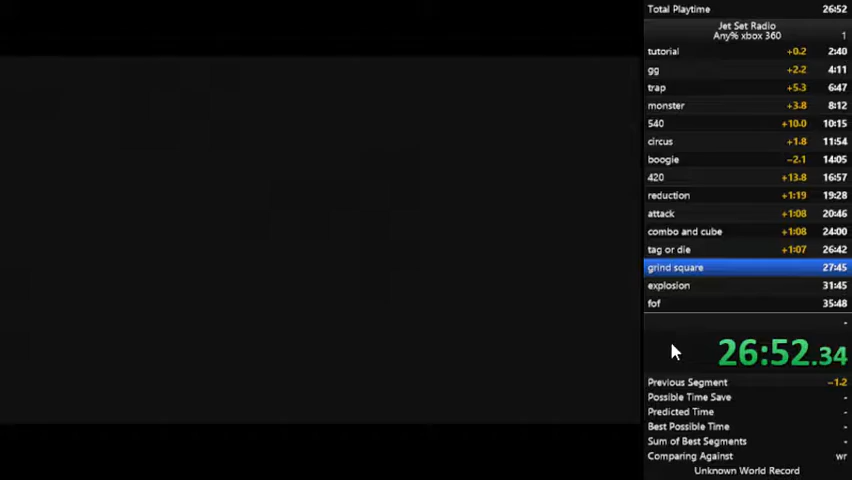 Total Playtime 26:52
Jet Set Radio
Any% xbox 360 1
tutorial +0.2 2:40
gg +2.2 4:11
trap +5.3 6:47
monster +3.8 8:12
540 +10.0 10:15
circus +1.8 11:54
boogie −2.1 14:05
420 +13.8 16:57
reduction +1:19 19:28
attack +1:08 20:46
combo and cube +1:08 24:00
tag or die +1:07 26:42
grind square 27:45
explosion 31:45
fof 35:48
-
26:52.34
Previous Segment −1.2
Possible Time Save -
Predicted Time -
Best Possible Time -
Sum of Best Segments -
Comparing Against wr
Unknown World Record